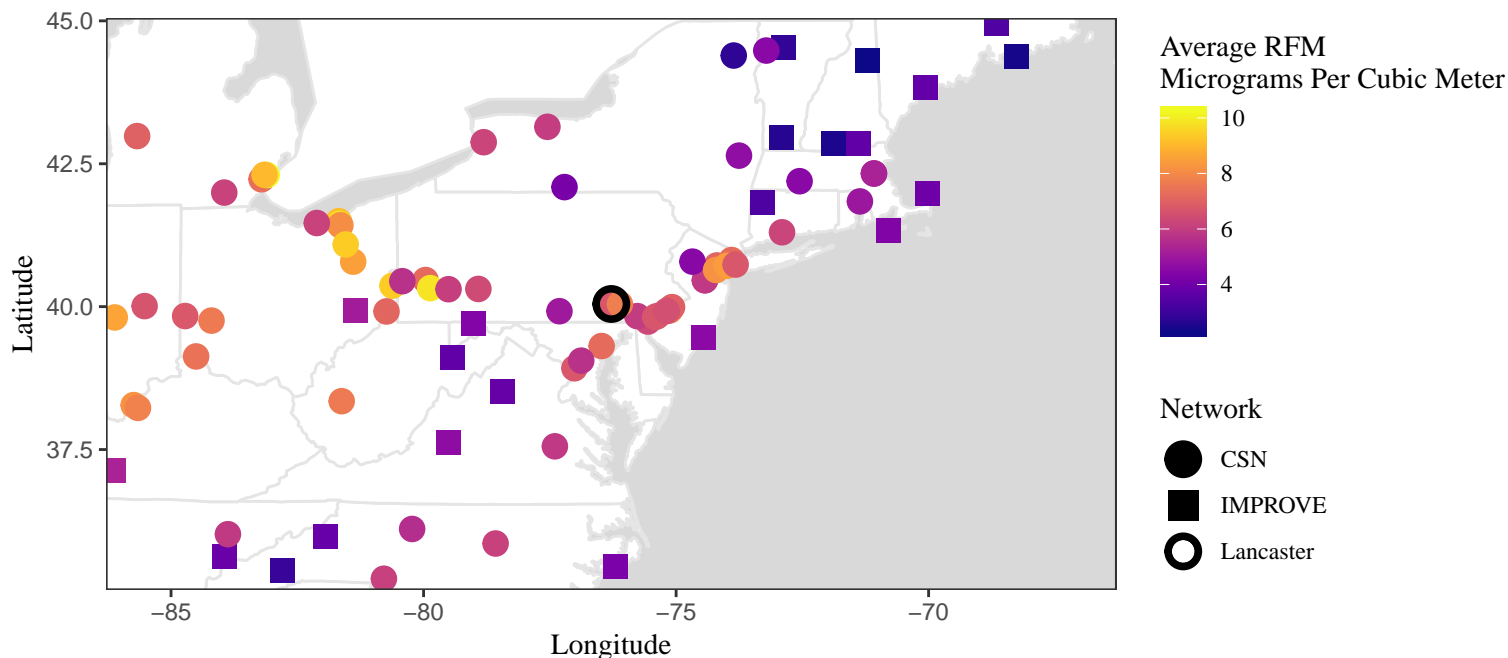 45.0
42.5
40.0
37.5
Latitude
−85
−80
−75
−70
Longitude
Average RFM
Micrograms Per Cubic Meter
10
8
6
4
Network
CSN
IMPROVE
Lancaster